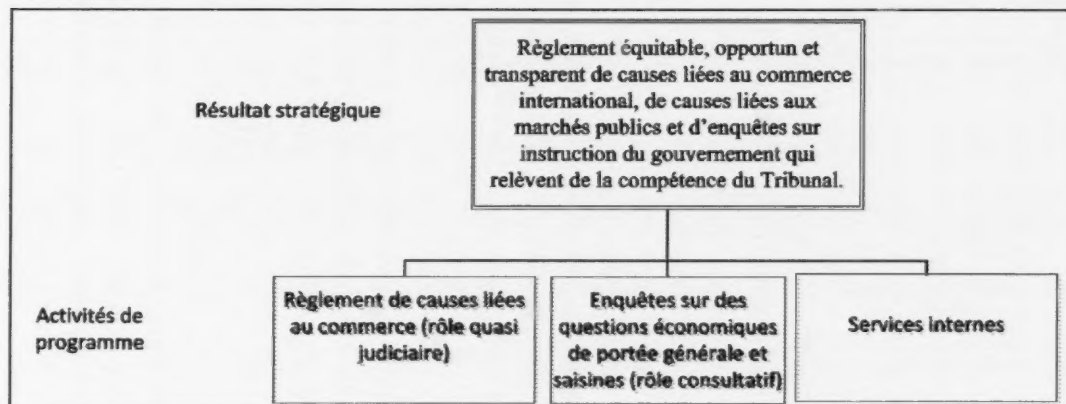 Résultat stratégique
Règlement équitable, opportun et
transparent de causes liées au commerce
international, de causes liées aux
marchés publics et d'enquêtes sur
instruction du gouvernement qui
relèvent de la compétence du Tribunal.
Activités de
programme
Règlement de causes liées
au commerce (rôle quasi
judiciaire)
Enquêtes sur des
questions économiques
de portée générale et
saisines (rôle consultatif)
Services internes